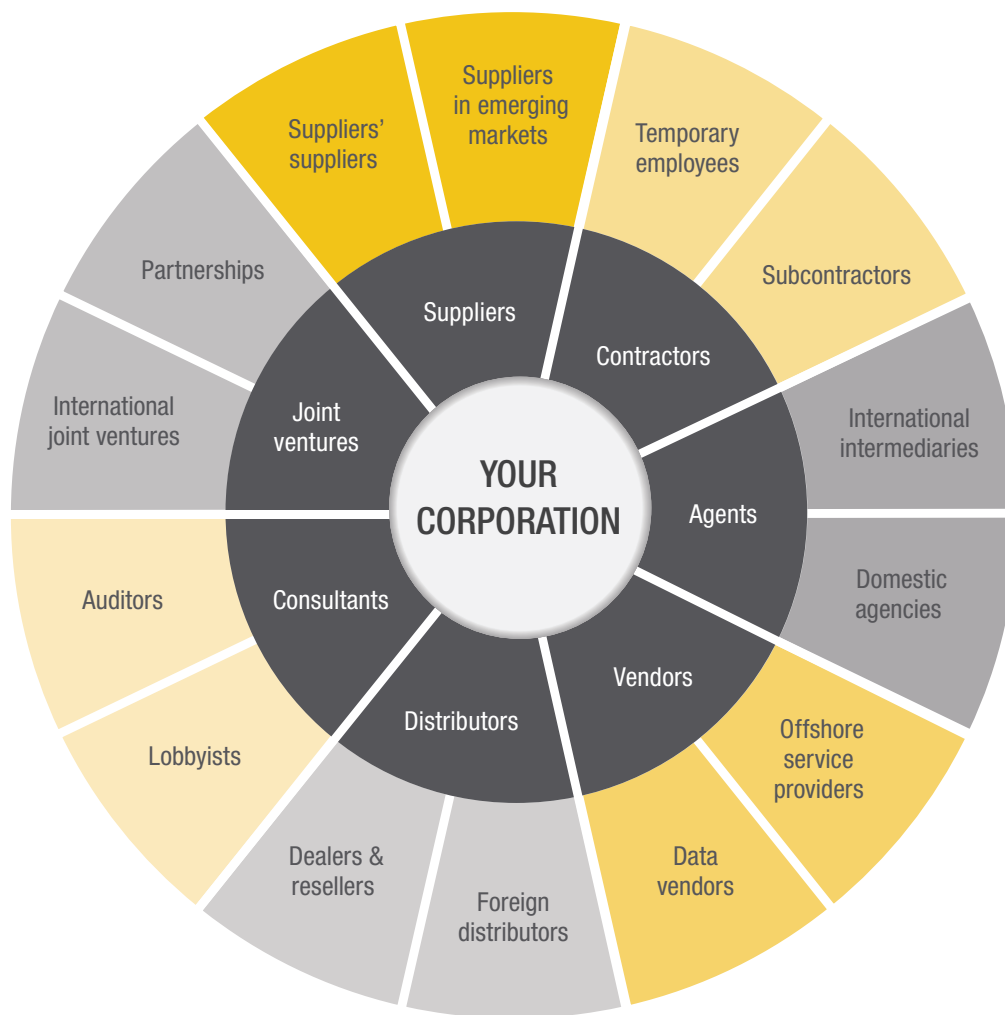 YOUR
CORPORATION
Suppliers
Contractors
Agents
Vendors
Distributors
Consultants
Joint
ventures
Suppliers’
suppliers
Suppliers
in emerging
markets
Temporary
employees
Subcontractors
International
intermediaries
Domestic
agencies
Offshore
service
providers
Data
vendors
Foreign
distributors
Dealers &
resellers
Lobbyists
Auditors
International
joint ventures
Partnerships